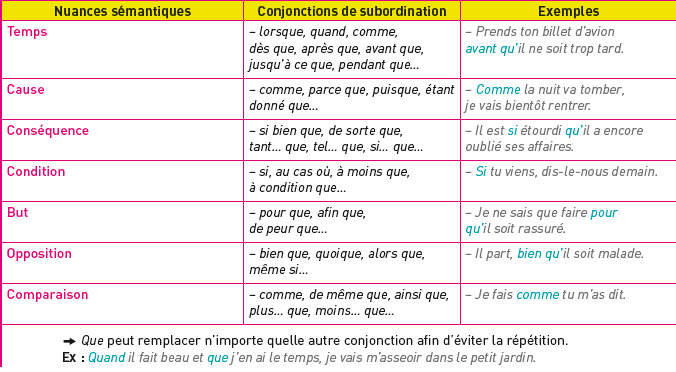 Nuances sémantiques Conjonctions de subordination Exemples
Temps
– lorsque, quand, comme,
dès que, après que, avant que,
jusqu'à ce que, pendant que...
– Prends ton billet d'avion
avant qu'il ne soit trop tard.
Cause
– comme, parce que, puisque, étant
donné que...
– Comme la nuit va tomber,
je vais bientôt rentrer.
Conséquence
– si bien que, de sorte que,
tant... que, tel... que, si... que...
– Il est si étourdi qu'il a encore
oublié ses affaires.
Condition
– si, au cas où, à moins que,
à condition que...
– Si tu viens, dis-le-nous demain.
But
– pour que, afin que,
de peur que...
– Je ne sais que faire pour
qu'il soit rassuré.
Opposition
– bien que, quoique, alors que,
même si...
– Il part, bien qu'il soit malade.
Comparaison
– comme, de même que, ainsi que,
plus... que, moins... que...
– Je fais comme tu m'as dit.
➞ Que peut remplacer n'importe quelle autre conjonction afin d'éviter la répétition.
Ex : Quand il fait beau et que j'en ai le temps, je vais m'asseoir dans le petit jardin.